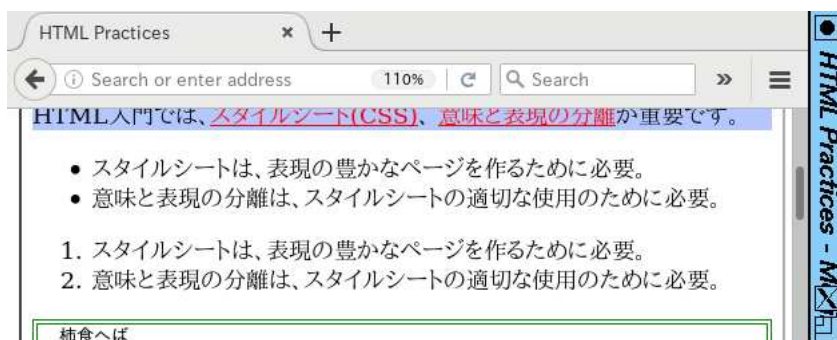 HTML Practices
Search or enter address
110%
Search
HTML入門では、スタイルシート(CSS)、意味と表現の分離が重要です。
• スタイルシートは、表現の豊かなページを作るために必要。
• 意味と表現の分離は、スタイルシートの適切な使用のために必要。
1. スタイルシートは、表現の豊かなページを作るために必要。
2. 意味と表現の分離は、スタイルシートの適切な使用のために必要。
柿食へば
HTML Practices - M